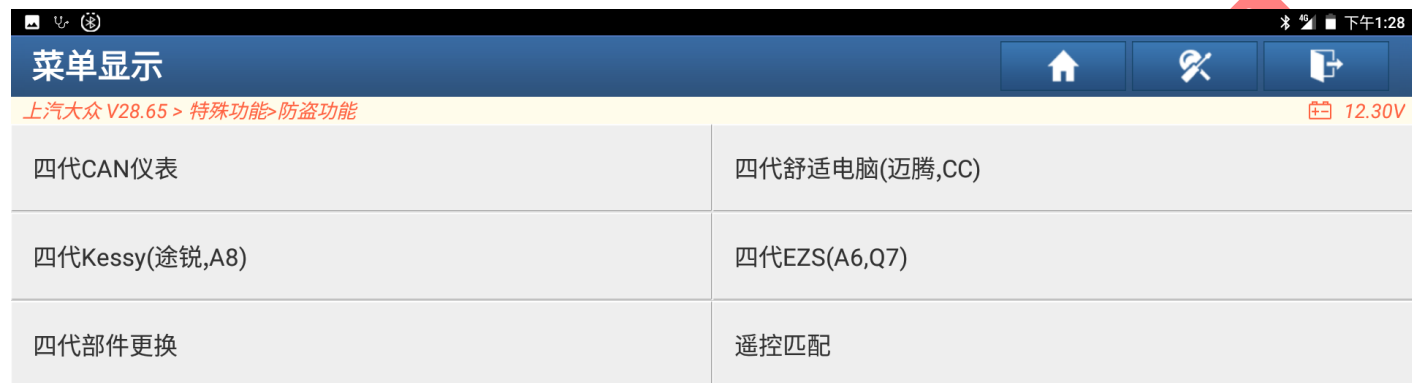 4G 下午1:28
菜单显示
上汽大众 V28.65 > 特殊功能>防盗功能 12.30V
四代CAN仪表 四代舒适电脑(迈腾,CC)
四代Kessy(途锐,A8) 四代EZS(A6,Q7)
四代部件更换 遥控匹配